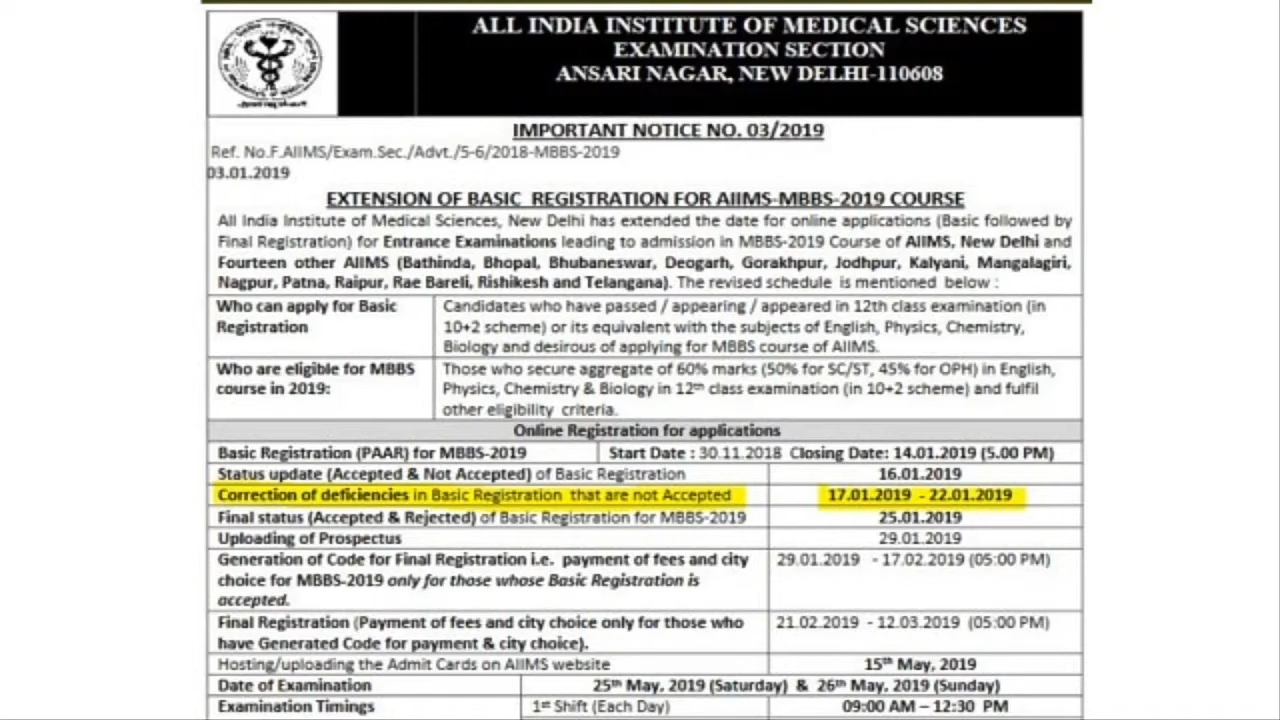 ALL INDIA INSTITUTE OF MEDICAL SCIENCES
EXAMINATION SECTION
ANSARI NAGAR, NEW DELHI-110608
IMPORTANT NOTICE NO. 03/2019
Ref. No.F.AIIMS/Exam.Sec./Advt./5-6/2018-MBBS-2019
03.01.2019
EXTENSION OF BASIC REGISTRATION FOR AIIMS-MBBS-2019 COURSE
All India Institute of Medical Sciences, New Delhi has extended the date for online applications (Basic followed by
Final Registration) for Entrance Examinations leading to admission in MBBS-2019 Course of AIIMS, New Delhi and
Fourteen other AIIMS (Bathinda, Bhopal, Bhubaneswar, Deogarh, Gorakhpur, Jodhpur, Kalyani, Mangalagiri,
Nagpur, Patna, Raipur, Rae Bareli, Rishikesh and Telangana). The revised schedule is mentioned below :
Who can apply for Basic
Registration
Candidates who have passed / appearing / appeared in 12th class examination (in
10+2 scheme) or its equivalent with the subjects of English, Physics, Chemistry,
Biology and desirous of applying for MBBS course of AIIMS.
Who are eligible for MBBS
course in 2019:
Those who secure aggregate of 60% marks (50% for SC/ST, 45% for OPH) in English,
Physics, Chemistry & Biology in 12th class examination (in 10+2 scheme) and fulfil
other eligibility criteria.
Online Registration for applications
Basic Registration (PAAR) for MBBS-2019 Start Date : 30.11.2018 Closing Date: 14.01.2019 (5.00 PM)
Status update (Accepted & Not Accepted) of Basic Registration 16.01.2019
Correction of deficiencies in Basic Registration that are not Accepted 17.01.2019 - 22.01.2019
Final status (Accepted & Rejected) of Basic Registration for MBBS-2019 25.01.2019
Uploading of Prospectus 29.01.2019
Generation of Code for Final Registration i.e. payment of fees and city
choice for MBBS-2019 only for those whose Basic Registration is
accepted.
29.01.2019 - 17.02.2019 (05:00 PM)
Final Registration (Payment of fees and city choice only for those who
have Generated Code for payment & city choice).
21.02.2019 - 12.03.2019 (05:00 PM)
Hosting/uploading the Admit Cards on AIIMS website 15th May, 2019
Date of Examination 25th May, 2019 (Saturday) & 26th May, 2019 (Sunday)
Examination Timings 1st Shift (Each Day) 09:00 AM – 12:30 PM